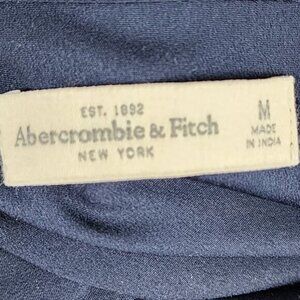 EST. 1892
Abercrombie & Fitch
NEW YORK
M
MADE
IN INDIA